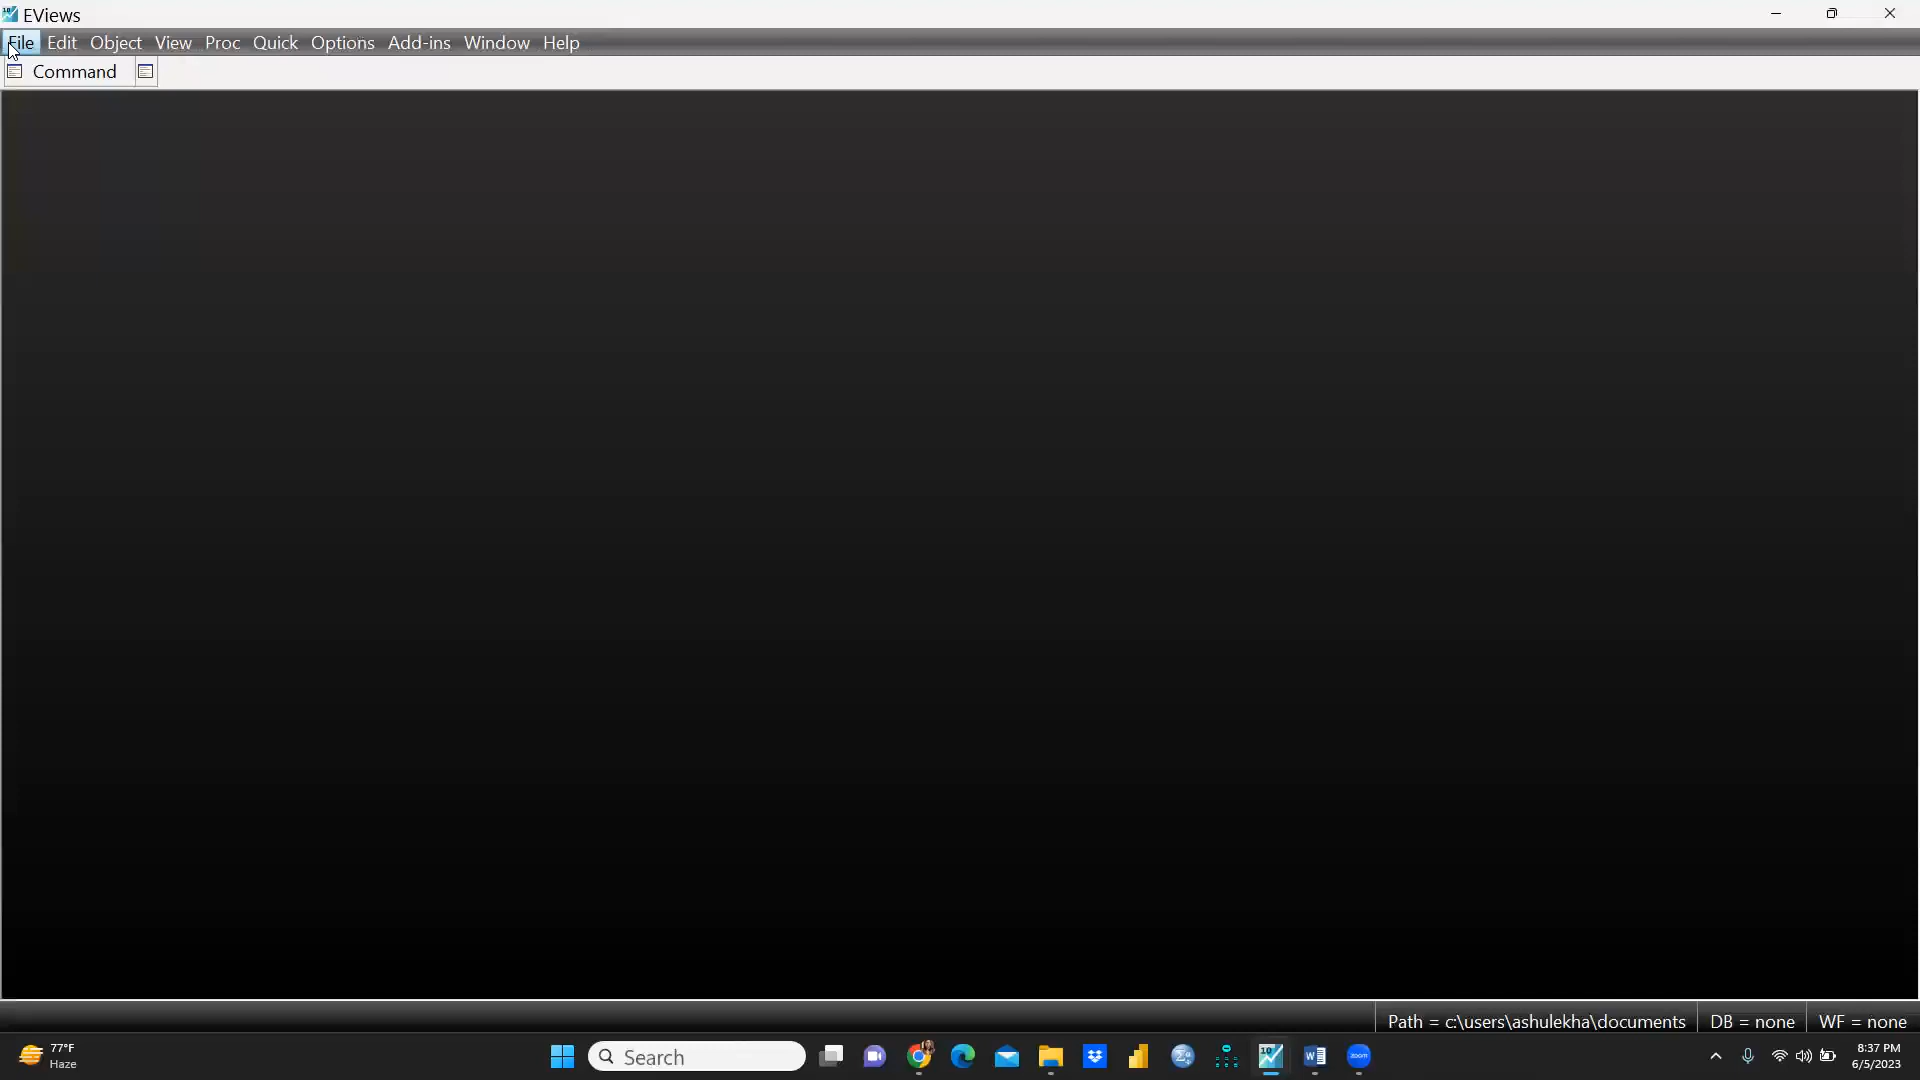 EViews
File Edit Object View Proc Quick Options Add-ins Window Help
Command
Path = c:\users\ashulekha\documents DB = none WF = none
77°F
Haze
Search
zoom
8:37 PM
6/5/2023